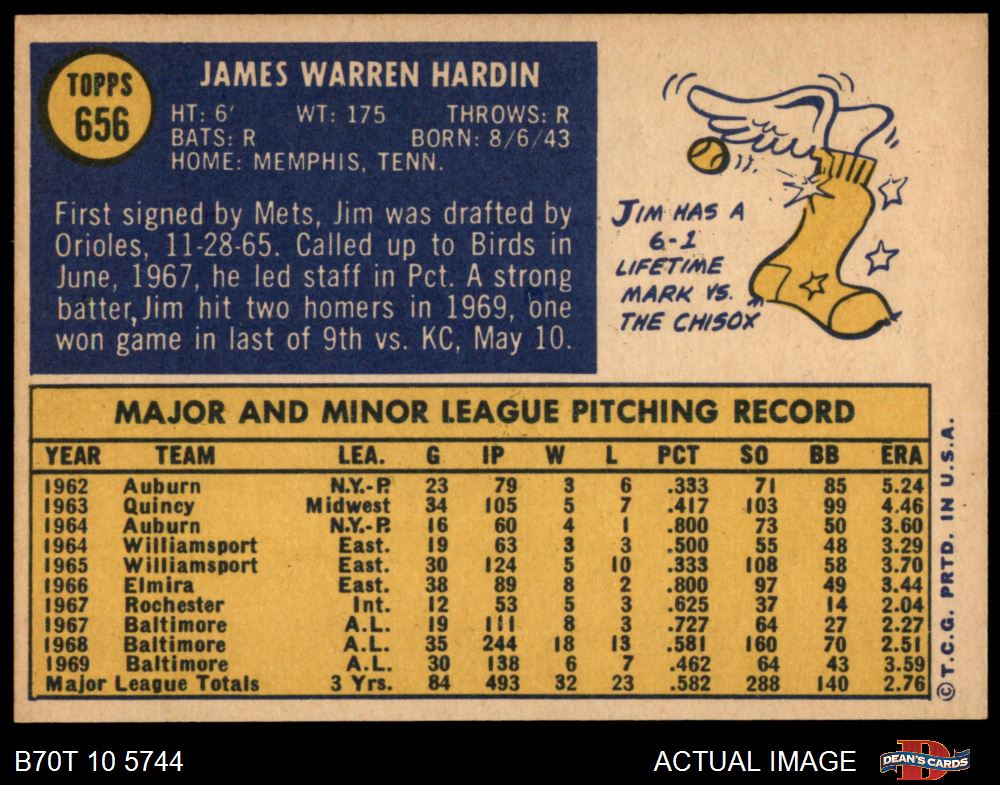 TOPPS
656
JAMES WARREN HARDIN
HT: 6' WT: 175 THROWS: R
BATS: R BORN: 8/6/43
HOME: MEMPHIS, TENN.
First signed by Mets, Jim was drafted by
Orioles, 11-28-65. Called up to Birds in
June, 1967, he led staff in Pct. A strong
batter, Jim hit two homers in 1969, one
won game in last of 9th vs. KC, May 10.
JIM HAS A
6-1
LIFETIME
MARK VS.
THE CHISOX
MAJOR AND MINOR LEAGUE PITCHING RECORD
YEAR TEAM LEA. G IP W L PCT SO BB ERA
1962 Auburn N.Y.-P. 23 79 3 6 .333 71 85 5.24
1963 Quincy Midwest 34 105 5 7 .417 103 99 4.46
1964 Auburn N.Y.-P. 16 60 4 1 .800 73 50 3.60
1964 Williamsport East. 19 63 3 3 .500 55 48 3.29
1965 Williamsport East. 30 124 5 10 .333 108 58 3.70
1966 Elmira East. 38 89 8 2 .800 97 49 3.44
1967 Rochester Int. 12 53 5 3 .625 37 14 2.04
1967 Baltimore A.L. 19 111 8 3 .727 64 27 2.27
1968 Baltimore A.L. 35 244 18 13 .581 160 70 2.51
1969 Baltimore A.L. 30 138 6 7 .462 64 43 3.59
Major League Totals 3 Yrs. 84 493 32 23 .582 288 140 2.76
© T.C.G. PRTD. IN U.S.A.
B70T 10 5744
ACTUAL IMAGE
DEAN'S CARDS